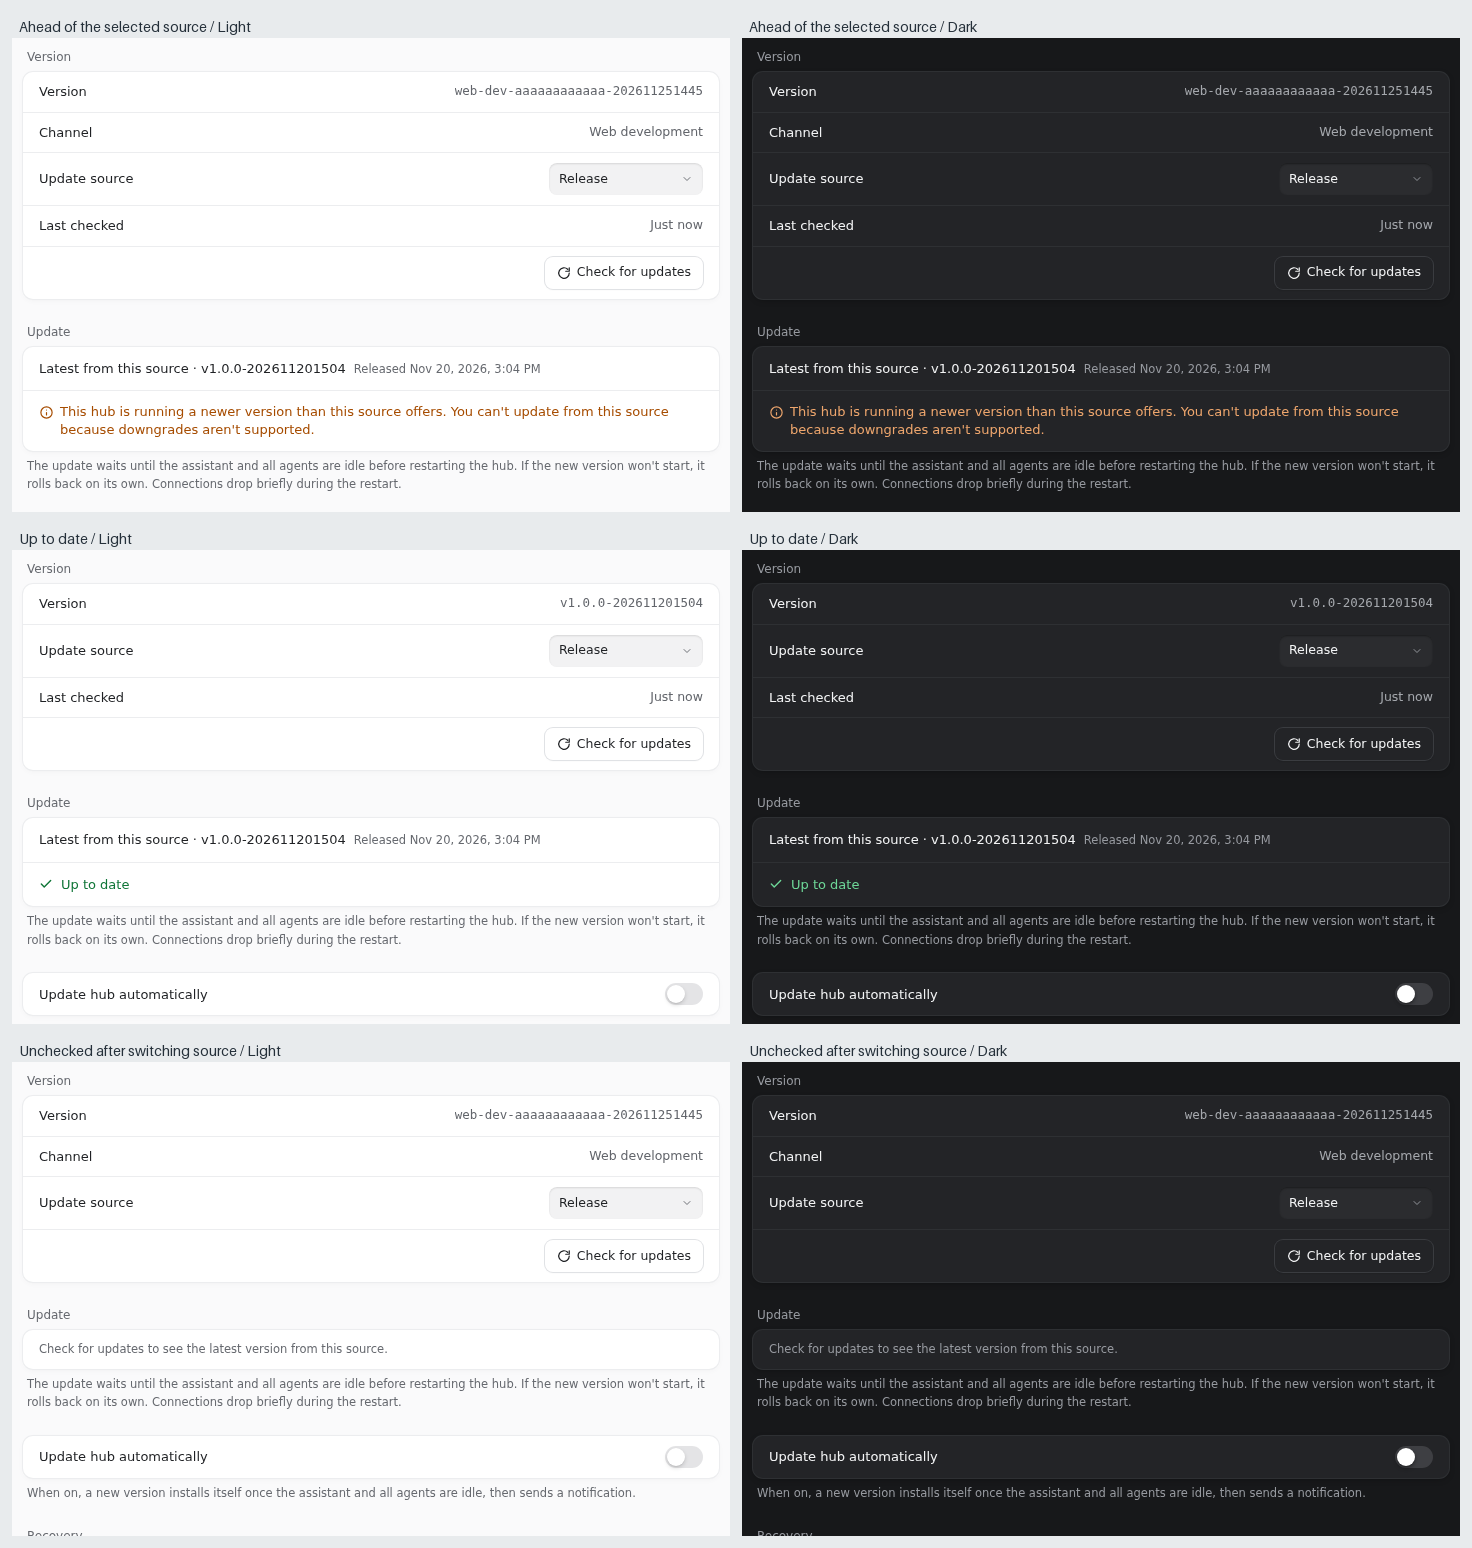 Ahead of the selected source / Light
Version
Version web-dev-aaaaaaaaaaaa-202611251445
Channel Web development
Update source Release
Last checked Just now
Check for updates
Update
Latest from this source · v1.0.0-202611201504 Released Nov 20, 2026, 3:04 PM
This hub is running a newer version than this source offers. You can't update from this source
because downgrades aren't supported.
The update waits until the assistant and all agents are idle before restarting the hub. If the new version won't start, it
rolls back on its own. Connections drop briefly during the restart.
Ahead of the selected source / Dark
Version
Version web-dev-aaaaaaaaaaaa-202611251445
Channel Web development
Update source Release
Last checked Just now
Check for updates
Update
Latest from this source · v1.0.0-202611201504 Released Nov 20, 2026, 3:04 PM
This hub is running a newer version than this source offers. You can't update from this source
because downgrades aren't supported.
The update waits until the assistant and all agents are idle before restarting the hub. If the new version won't start, it
rolls back on its own. Connections drop briefly during the restart.
Up to date / Light
Version
Version v1.0.0-202611201504
Update source Release
Last checked Just now
Check for updates
Update
Latest from this source · v1.0.0-202611201504 Released Nov 20, 2026, 3:04 PM
Up to date
The update waits until the assistant and all agents are idle before restarting the hub. If the new version won't start, it
rolls back on its own. Connections drop briefly during the restart.
Update hub automatically
Up to date / Dark
Version
Version v1.0.0-202611201504
Update source Release
Last checked Just now
Check for updates
Update
Latest from this source · v1.0.0-202611201504 Released Nov 20, 2026, 3:04 PM
Up to date
The update waits until the assistant and all agents are idle before restarting the hub. If the new version won't start, it
rolls back on its own. Connections drop briefly during the restart.
Update hub automatically
Unchecked after switching source / Light
Version
Version web-dev-aaaaaaaaaaaa-202611251445
Channel Web development
Update source Release
Check for updates
Update
Check for updates to see the latest version from this source.
The update waits until the assistant and all agents are idle before restarting the hub. If the new version won't start, it
rolls back on its own. Connections drop briefly during the restart.
Update hub automatically
When on, a new version installs itself once the assistant and all agents are idle, then sends a notification.
Recovery
Unchecked after switching source / Dark
Version
Version web-dev-aaaaaaaaaaaa-202611251445
Channel Web development
Update source Release
Check for updates
Update
Check for updates to see the latest version from this source.
The update waits until the assistant and all agents are idle before restarting the hub. If the new version won't start, it
rolls back on its own. Connections drop briefly during the restart.
Update hub automatically
When on, a new version installs itself once the assistant and all agents are idle, then sends a notification.
Recovery